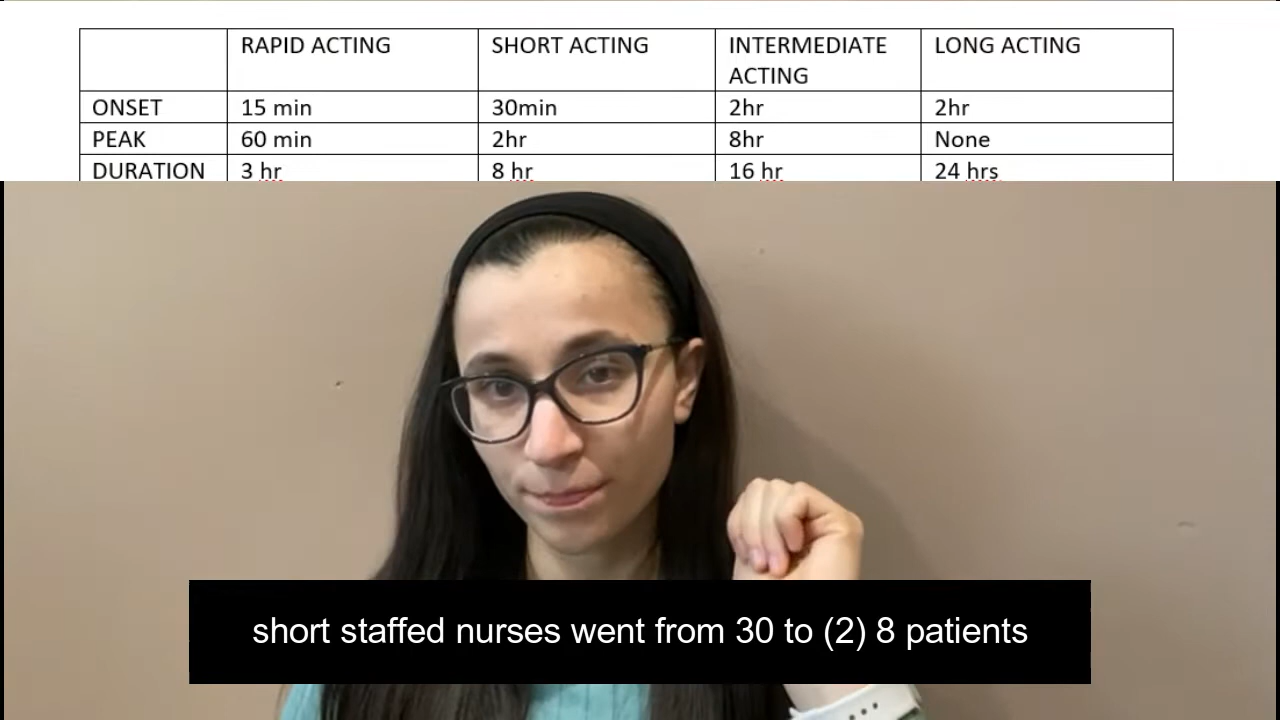 RAPID ACTING SHORT ACTING INTERMEDIATE ACTING LONG ACTING
ONSET 15 min 30min 2hr 2hr
PEAK 60 min 2hr 8hr None
DURATION 3 hr 8 hr 16 hr 24 hrs
short staffed nurses went from 30 to (2) 8 patients